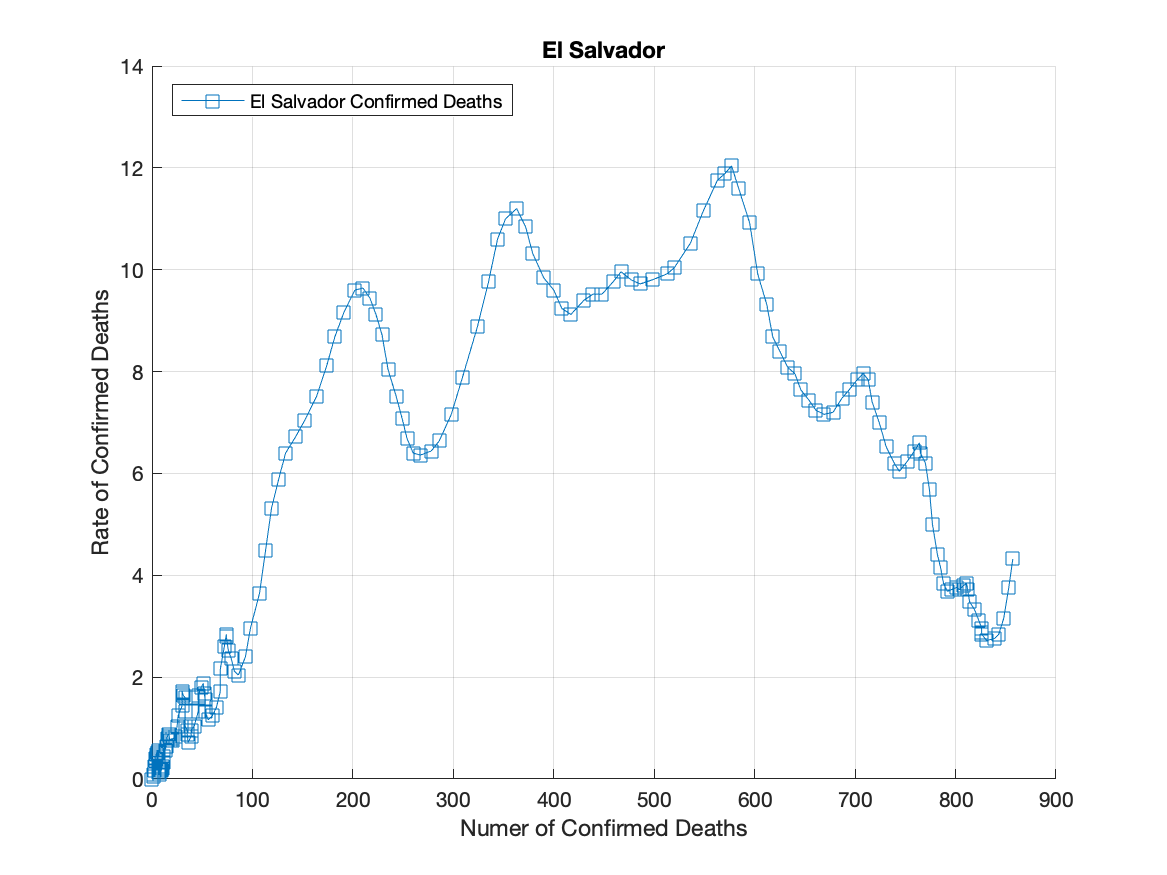 El Salvador
El Salvador Confirmed Deaths
14
12
10
8
6
4
2
0
Rate of Confirmed Deaths
0 100 200 300 400 500 600 700 800 900
Numer of Confirmed Deaths